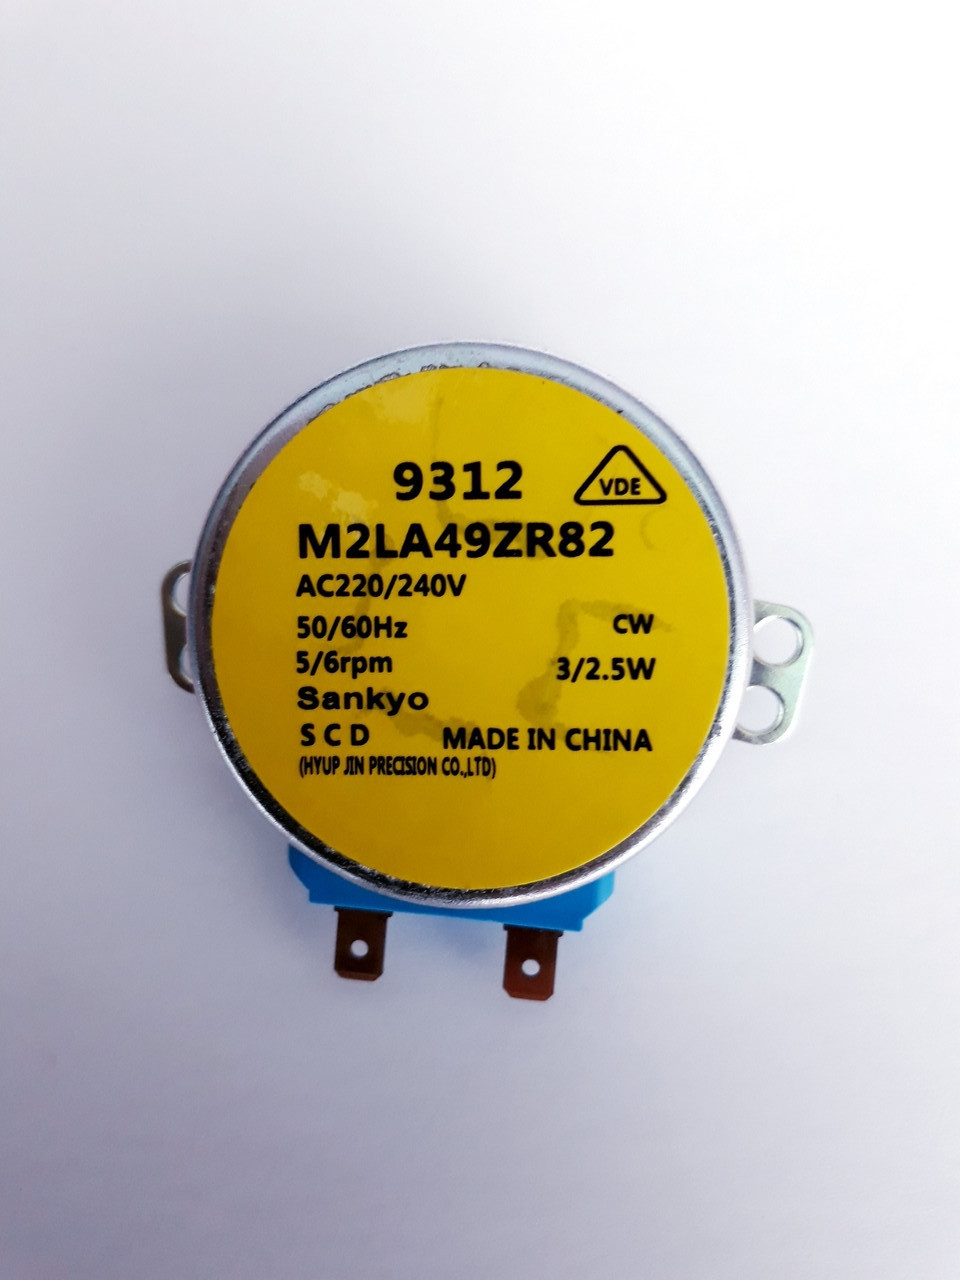 9312
VDE
M2LA49ZR82
AC220/240V
50/60Hz CW
5/6rpm 3/2.5W
Sankyo
S C D MADE IN CHINA
(HYUP JIN PRECISION CO.,LTD)